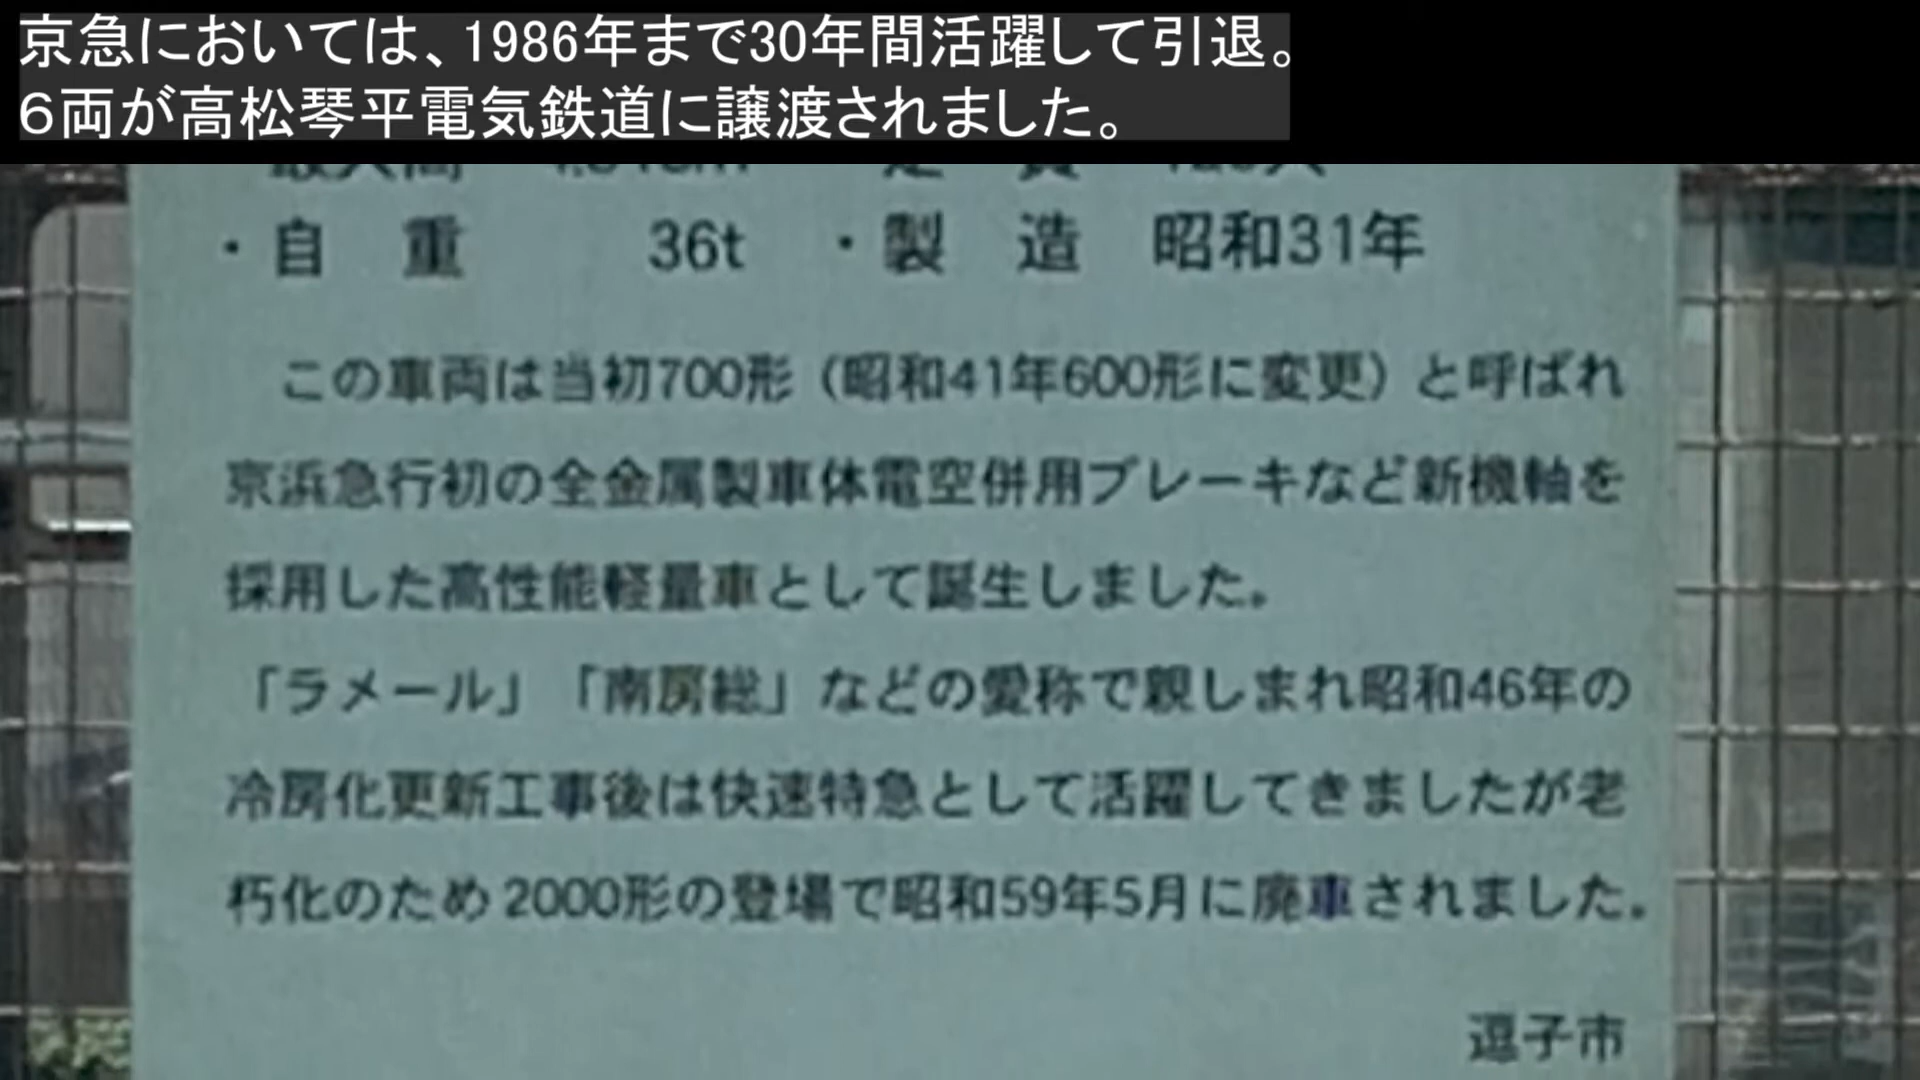 京急においては、1986年まで30年間活躍して引退。
６両が高松琴平電気鉄道に譲渡されました。
・自 重 36t ・製 造 昭和31年
この車両は当初700形（昭和41年600形に変更）と呼ばれ
京浜急行初の全金属製車体電空併用ブレーキなど新機軸を
採用した高性能軽量車として誕生しました。
「ラメール」「南房総」などの愛称で親しまれ昭和46年の
冷房化更新工事後は快速特急として活躍してきましたが老
朽化のため2000形の登場で昭和59年5月に廃車されました。
逗子市